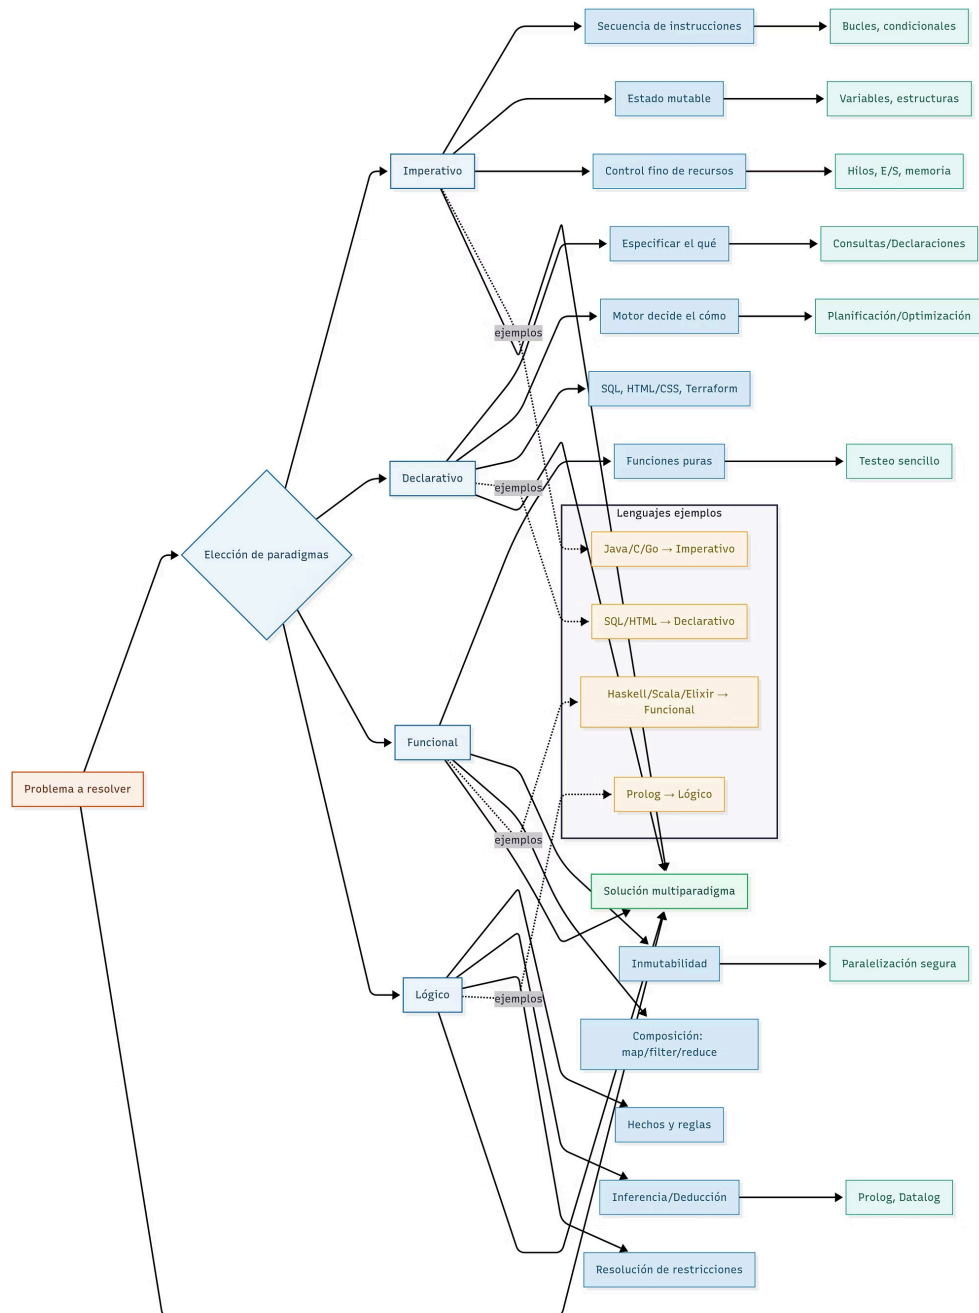 Secuencia de instrucciones
Bucles, condicionales
Estado mutable
Variables, estructuras
Imperativo
Control fino de recursos
Hilos, E/S, memoria
Especificar el qué
Consultas/Declaraciones
Motor decide el cómo
Planificación/Optimización
ejemplos
SQL, HTML/CSS, Terraform
Funciones puras
Testeo sencillo
Declarativo
ejemplos
Lenguajes ejemplos
Java/C/Go → Imperativo
Elección de paradigmas
SQL/HTML → Declarativo
Haskell/Scala/Elixir →
Funcional
Funcional
Problema a resolver
Prolog → Lógico
ejemplos
Solución multiparadigma
Inmutabilidad
Paralelización segura
Lógico
ejemplos
Composición:
map/filter/reduce
Hechos y reglas
Inferencia/Deducción
Prolog, Datalog
Resolución de restricciones